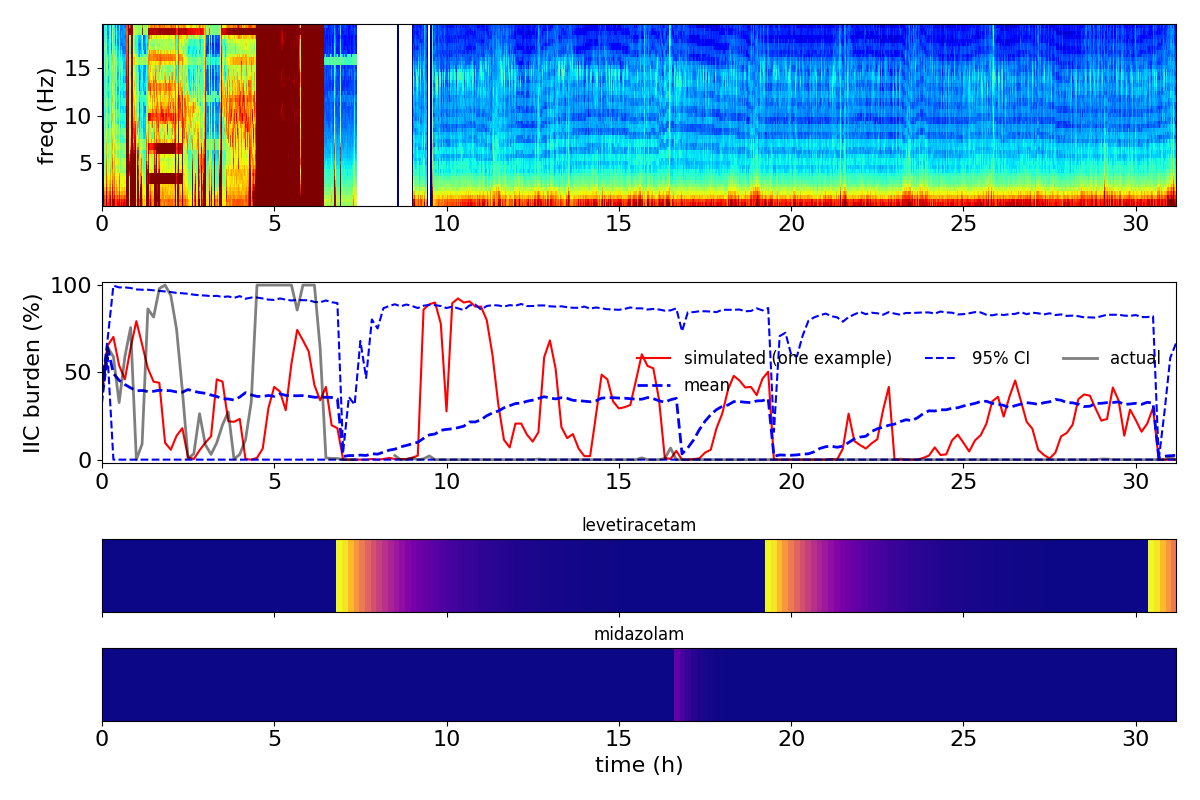 freq (Hz)
15
10
5
0 5 10 15 20 25 30
IIC burden (%)
100
50
0
simulated (one example) 95% CI actual
mean
0 5 10 15 20 25 30
levetiracetam
midazolam
0 5 10 15 20 25 30
time (h)